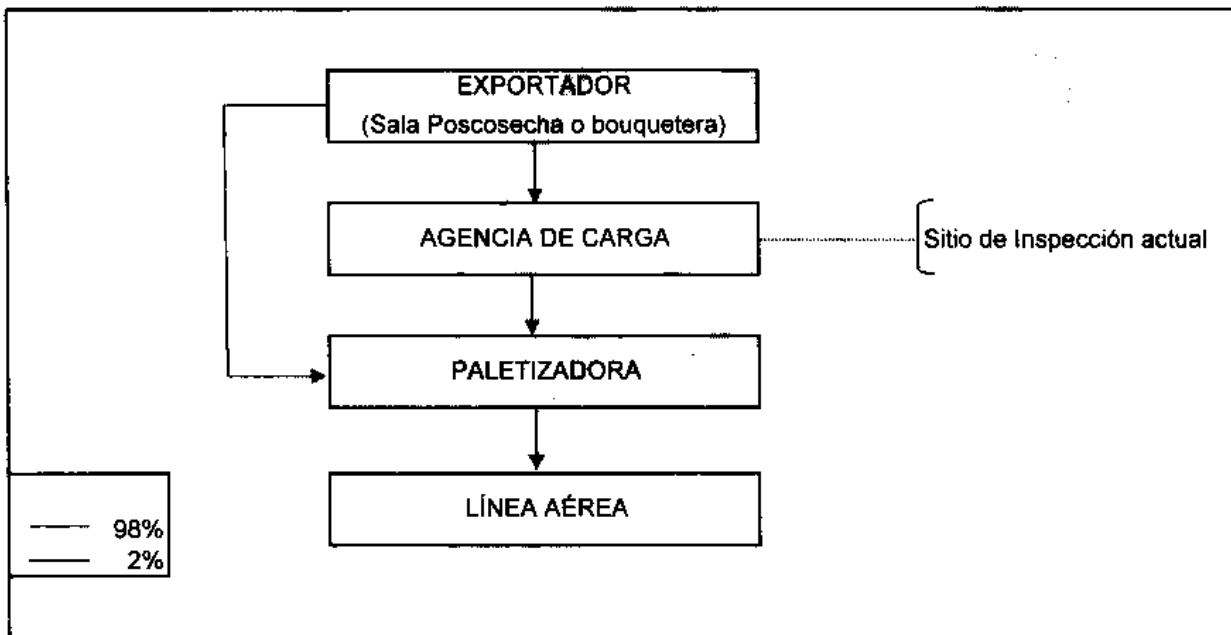 EXPORTADOR
(Sala Poscosecha o bouquetera)
AGENCIA DE CARGA
Sitio de Inspección actual
PALETIZADORA
LÍNEA AÉREA
98%
2%